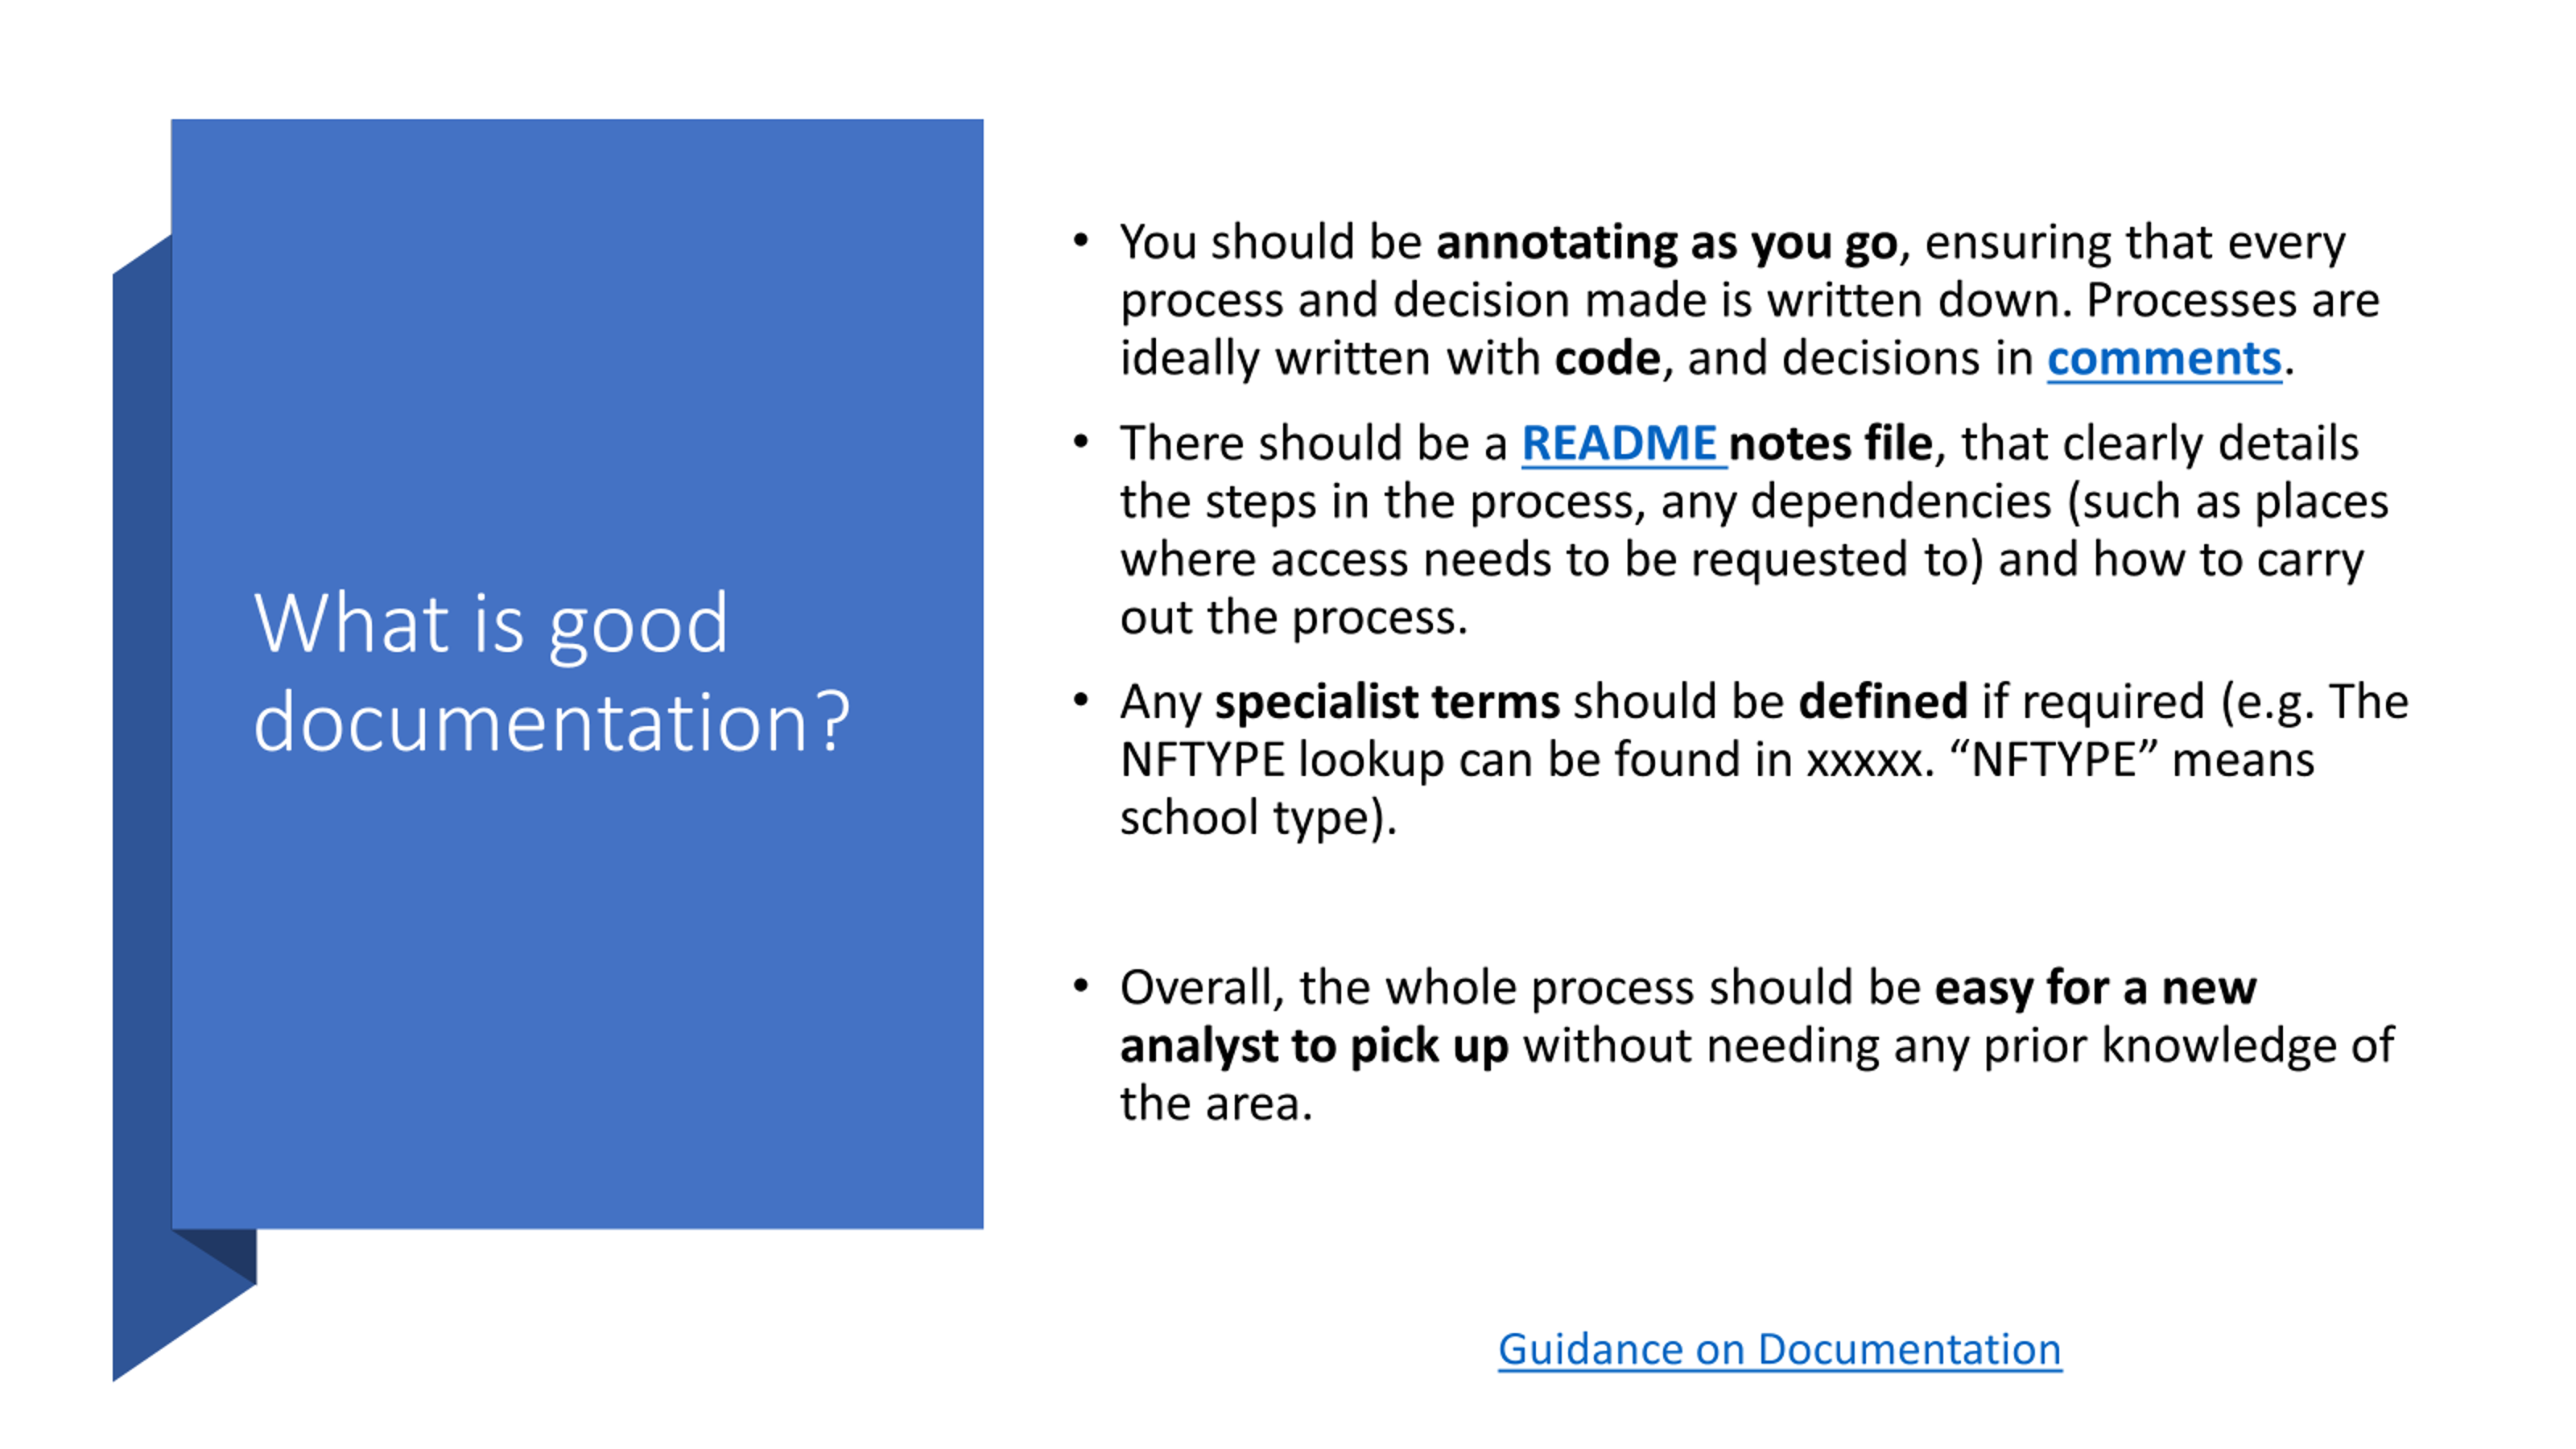 What is good
documentation?
• You should be annotating as you go, ensuring that every
process and decision made is written down. Processes are
ideally written with code, and decisions in comments.
• There should be a README notes file, that clearly details
the steps in the process, any dependencies (such as places
where access needs to be requested to) and how to carry
out the process.
• Any specialist terms should be defined if required (e.g. The
NFTYPE lookup can be found in xxxxx. “NFTYPE” means
school type).
• Overall, the whole process should be easy for a new
analyst to pick up without needing any prior knowledge of
the area.
Guidance on Documentation